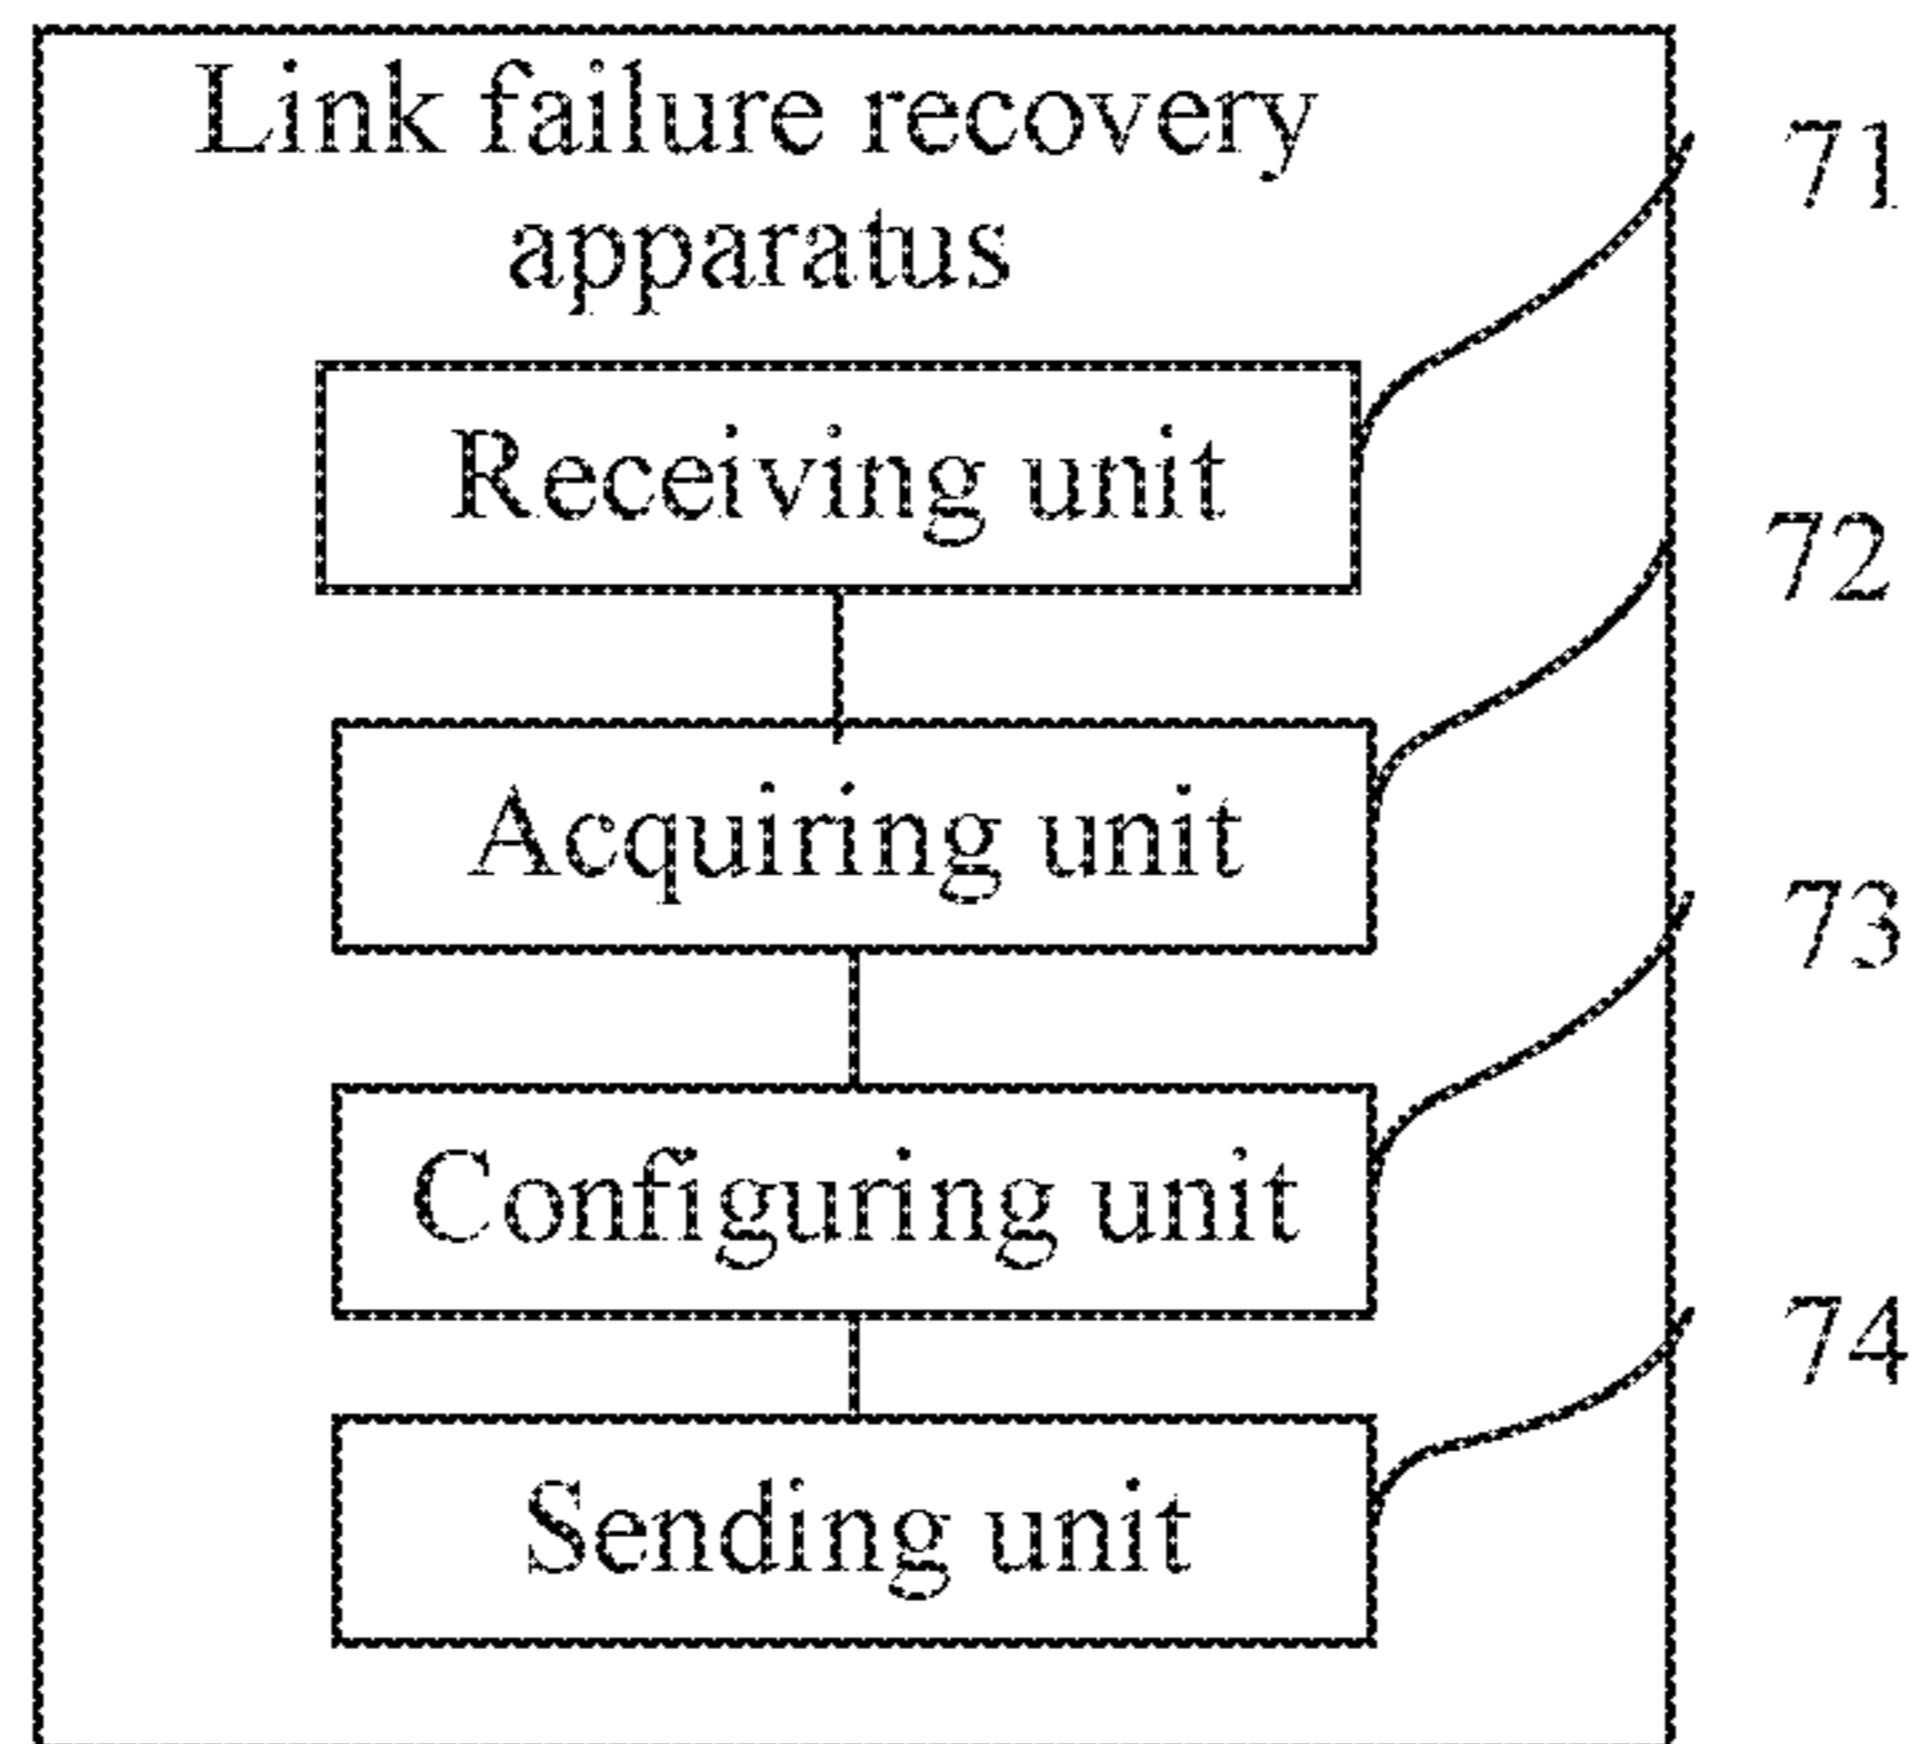 Link failure recovery
apparatus
71
Receiving unit
72
Acquiring unit
73
Configuring unit
74
Sending unit